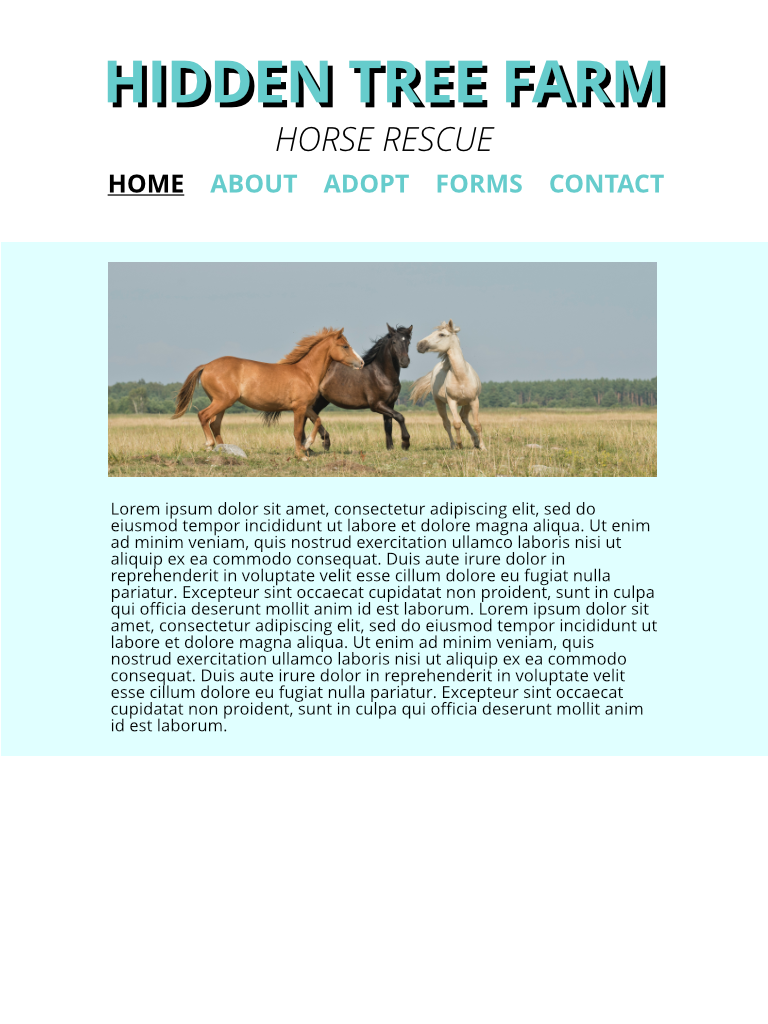 HIDDEN TREE FARM
HORSE RESCUE
HOME ABOUT ADOPT FORMS CONTACT
Lorem ipsum dolor sit amet, consectetur adipiscing elit, sed do
eiusmod tempor incididunt ut labore et dolore magna aliqua. Ut enim
ad minim veniam, quis nostrud exercitation ullamco laboris nisi ut
aliquip ex ea commodo consequat. Duis aute irure dolor in
reprehenderit in voluptate velit esse cillum dolore eu fugiat nulla
pariatur. Excepteur sint occaecat cupidatat non proident, sunt in culpa
qui officia deserunt mollit anim id est laborum. Lorem ipsum dolor sit
amet, consectetur adipiscing elit, sed do eiusmod tempor incididunt ut
labore et dolore magna aliqua. Ut enim ad minim veniam, quis
nostrud exercitation ullamco laboris nisi ut aliquip ex ea commodo
consequat. Duis aute irure dolor in reprehenderit in voluptate velit
esse cillum dolore eu fugiat nulla pariatur. Excepteur sint occaecat
cupidatat non proident, sunt in culpa qui officia deserunt mollit anim
id est laborum.